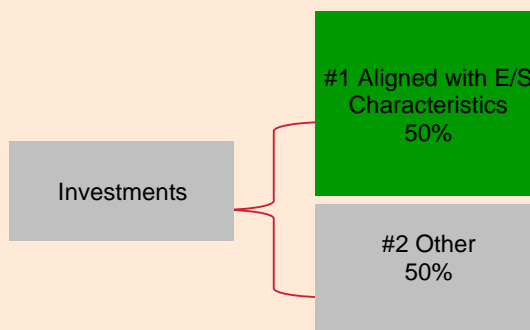 #1 Aligned with E/S
Characteristics
50%
Investments
#2 Other
50%